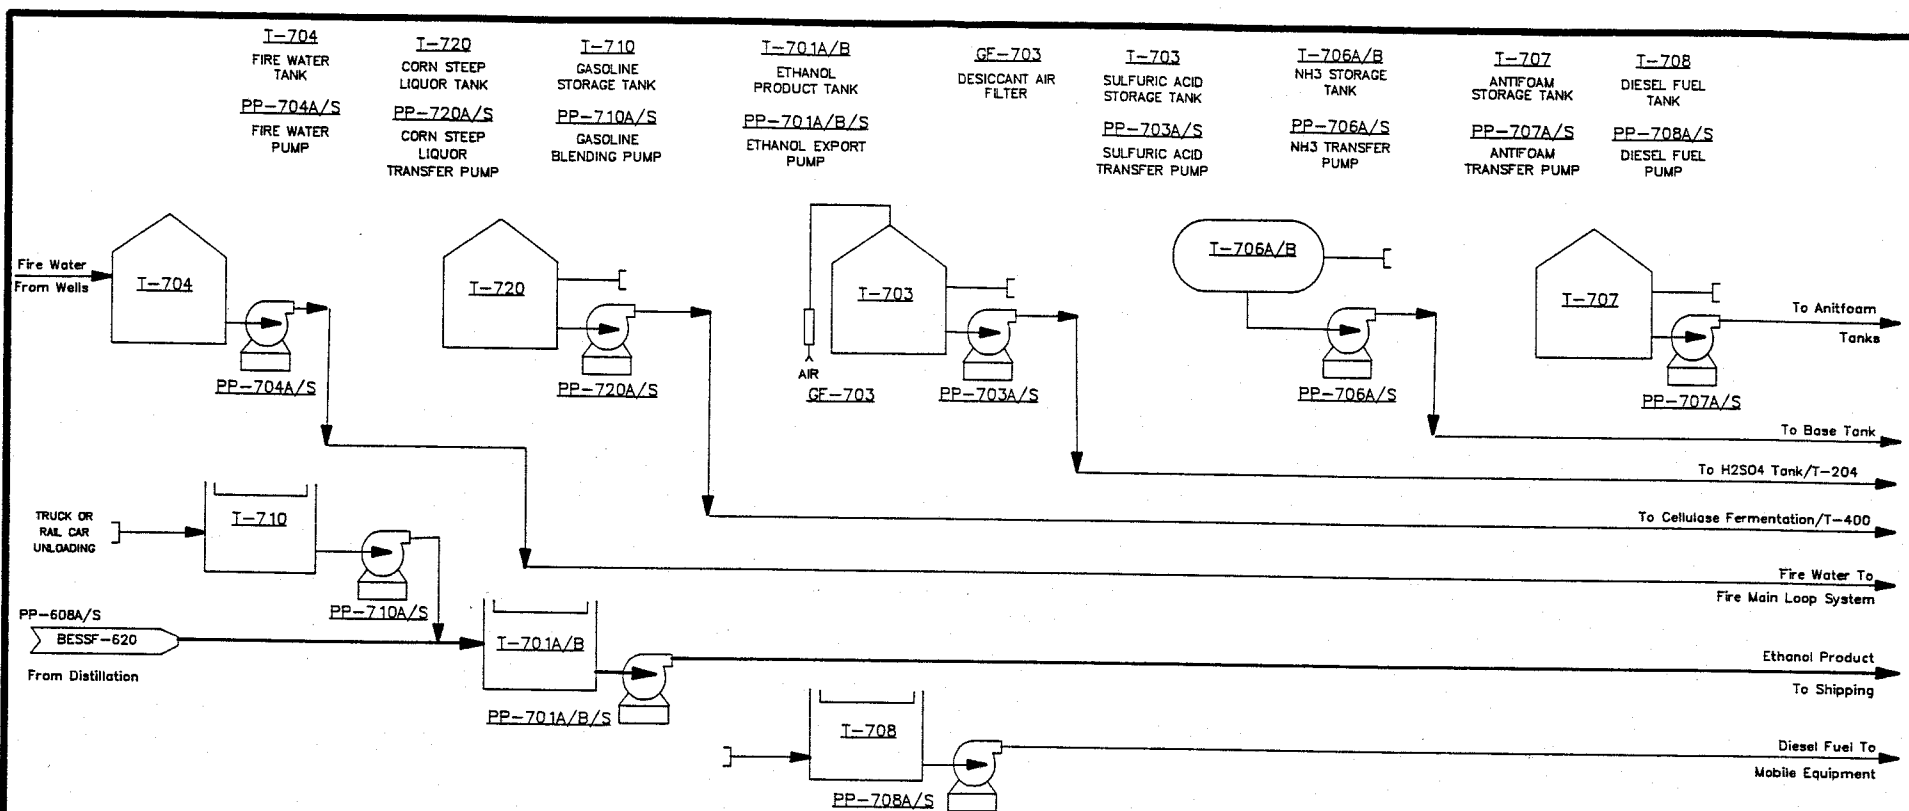 T-704
FIRE WATER
TANK
PP-704A/S
FIRE WATER
PUMP
T-720
CORN STEEP
LIQUOR TANK
PP-720A/S
CORN STEEP
LIQUOR
TRANSFER PUMP
T-710
GASOLINE
STORAGE TANK
PP-710A/S
GASOLINE
BLENDING PUMP
T-701A/B
ETHANOL
PRODUCT TANK
PP-701A/B/S
ETHANOL EXPORT
PUMP
GF-703
DESICCANT AIR
FILTER
T-703
SULFURIC ACID
STORAGE TANK
PP-703A/S
SULFURIC ACID
TRANSFER PUMP
T-706A/B
NH3 STORAGE
TANK
PP-706A/S
NH3 TRANSFER
PUMP
T-707
ANTIFOAM
STORAGE TANK
PP-707A/S
ANTIFOAM
TRANSFER PUMP
T-708
DIESEL FUEL
TANK
PP-708A/S
DIESEL FUEL
PUMP
Fire Water
From Wells
T-704
PP-704A/S
T-720
PP-720A/S
T-703
AIR
GF-703
PP-703A/S
T-706A/B
PP-706A/S
T-707
PP-707A/S
To Anitfoam
Tanks
To Base Tank
To H2SO4 Tank/T-204
To Cellulase Fermentation/T-400
Fire Water To
Fire Main Loop System
TRUCK OR
RAIL CAR
UNLOADING
T-710
PP-710A/S
PP-608A/S
BESSF-620
From Distillation
T-701A/B
PP-701A/B/S
Ethanol Product
To Shipping
T-708
PP-708A/S
Diesel Fuel To
Mobile Equipment